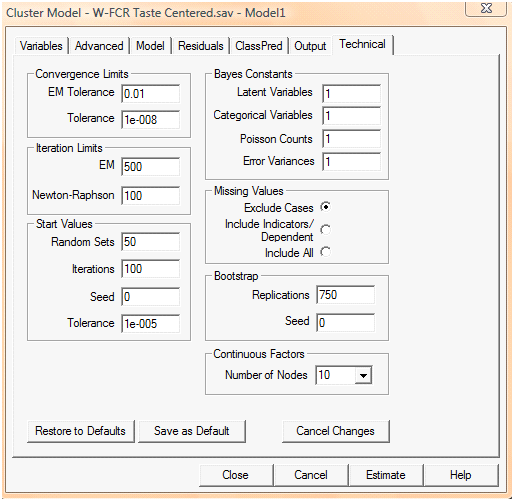 Cluster Model - W-FCR Taste Centered.sav - Model1
Variables Advanced Model Residuals ClassPred Output Technical
Convergence Limits
EM Tolerance 0.01
Tolerance 1e-008
Iteration Limits
EM 500
Newton-Raphson 100
Start Values
Random Sets 50
Iterations 100
Seed 0
Tolerance 1e-005
Bayes Constants
Latent Variables 1
Categorical Variables 1
Poisson Counts 1
Error Variances 1
Missing Values
Exclude Cases
Include Indicators/
Dependent
Include All
Bootstrap
Replications 750
Seed 0
Continuous Factors
Number of Nodes 10
Restore to Defaults Save as Default Cancel Changes
Close Cancel Estimate Help